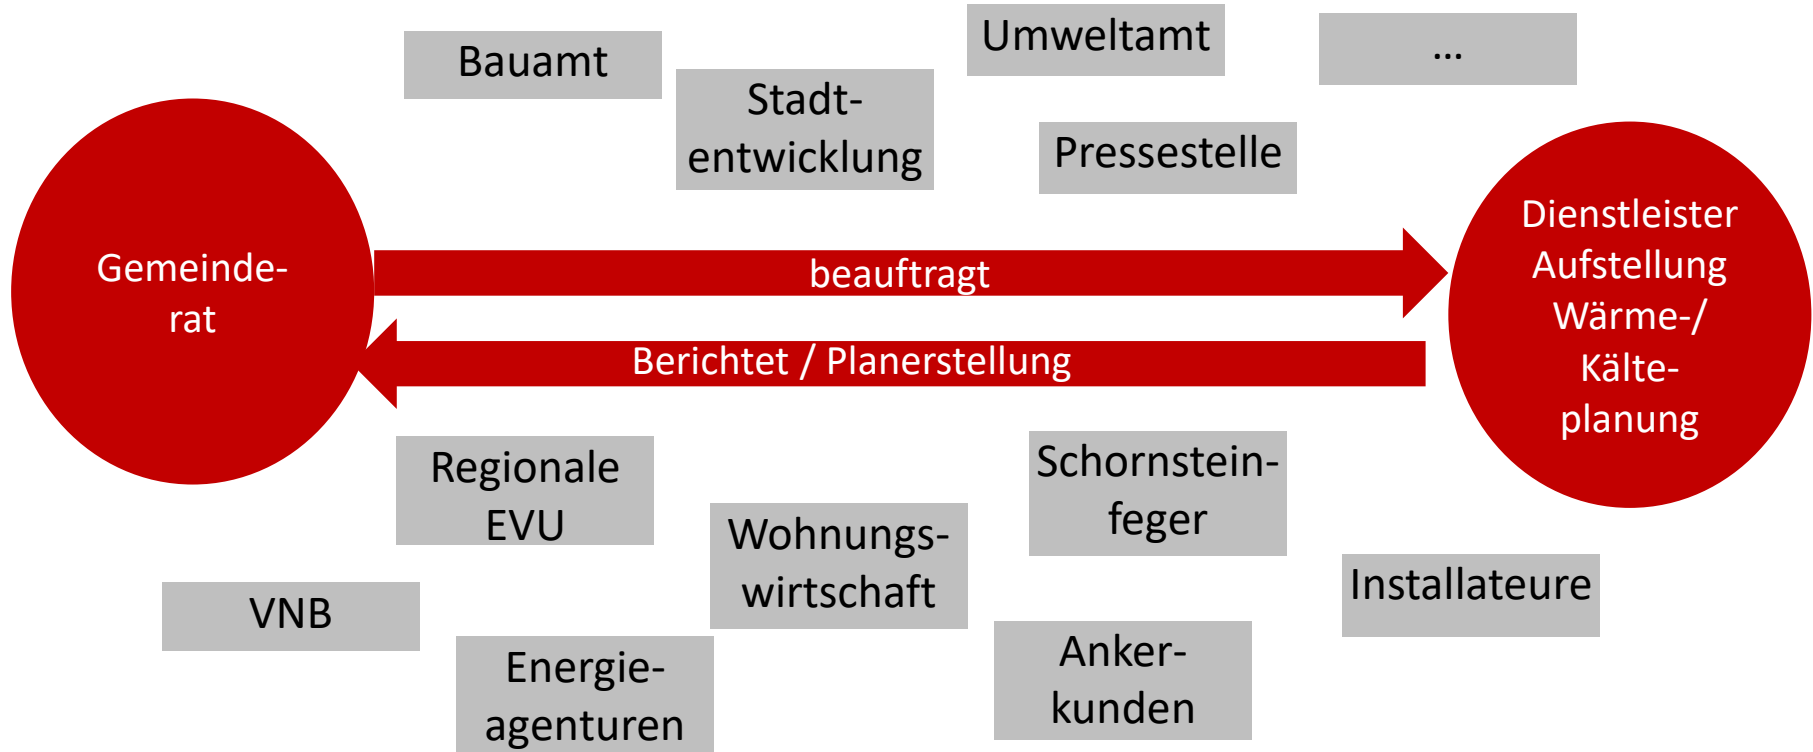 Bauamt
Stadt-
entwicklung
Umweltamt
...
Pressestelle
Gemeinde-
rat
beauftragt
Berichtet / Planerstellung
Dienstleister
Aufstellung
Wärme-/
Kälte-
planung
Regionale
EVU
Schornstein-
feger
Wohnungs-
wirtschaft
VNB
Installateure
Energie-
agenturen
Anker-
kunden